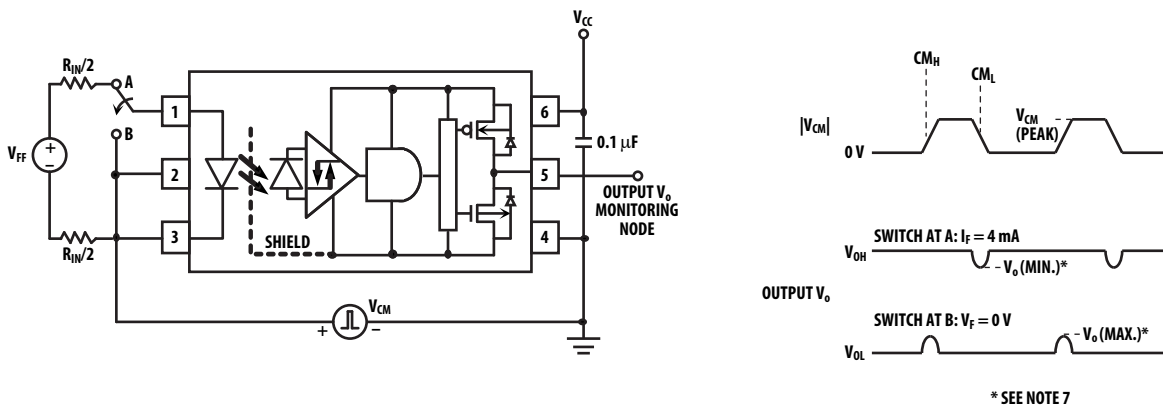 V_CC
R_IN/2
A
B
V_FF
+
−
R_IN/2
1
2
3
SHIELD
6
5
4
0.1 µF
OUTPUT V_o
MONITORING
NODE
+
V_CM
−
CM_H
CM_L
|V_CM|
V_CM
(PEAK)
0 V
SWITCH AT A: I_F = 4 mA
V_OH
V_o (MIN.)*
OUTPUT V_o
SWITCH AT B: V_F = 0 V
V_o (MAX.)*
V_OL
* SEE NOTE 7